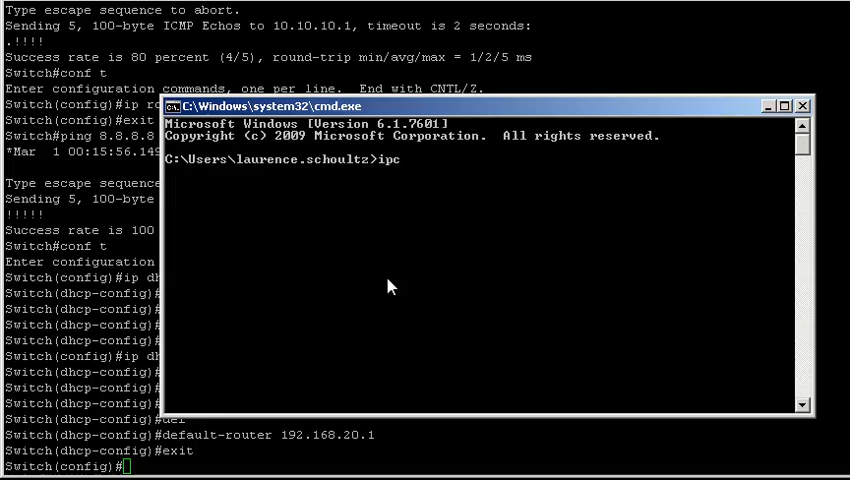 Type escape sequence to abort.
Sending 5, 100-byte ICMP Echos to 10.10.10.1, timeout is 2 seconds:
.!!!!
Success rate is 80 percent (4/5), round-trip min/avg/max = 1/2/5 ms
Switch#conf t
Enter configuration commands, one per line.  End with CNTL/Z.
Switch(config)#ip ro
Switch(config)#exit
Switch#ping 8.8.8.8
*Mar  1 00:15:56.149
Type escape sequence
Sending 5, 100-byte
!!!!!
Success rate is 100
Switch#conf t
Enter configuration
Switch(config)#ip dh
Switch(dhcp-config)#
Switch(dhcp-config)#
Switch(dhcp-config)#
Switch(dhcp-config)#
Switch(config)#ip dh
Switch(dhcp-config)#
Switch(dhcp-config)#
Switch(dhcp-config)#
Switch(dhcp-config)#def
Switch(dhcp-config)#default-router 192.168.20.1
Switch(dhcp-config)#exit
Switch(config)#
C:\Windows\system32\cmd.exe
Microsoft Windows [Version 6.1.7601]
Copyright (c) 2009 Microsoft Corporation.  All rights reserved.
C:\Users\laurence.schoultz>ipc